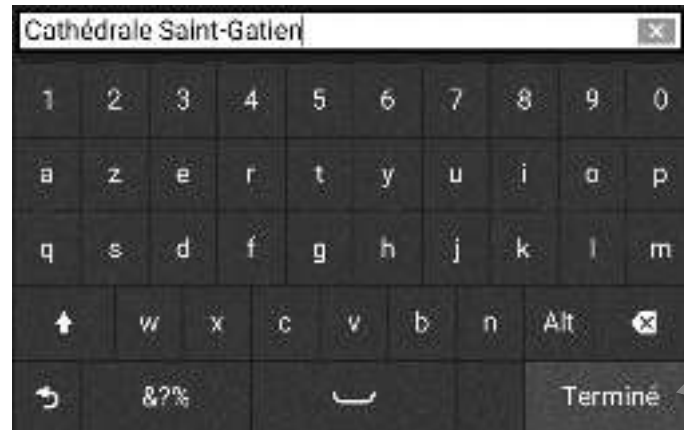 Cathédrale Saint-Gatien
1 2 3 4 5 6 7 8 9 0
a z e r t y u i o p
q s d f g h j k l m
w x c v b n Alt
&?% Terminé